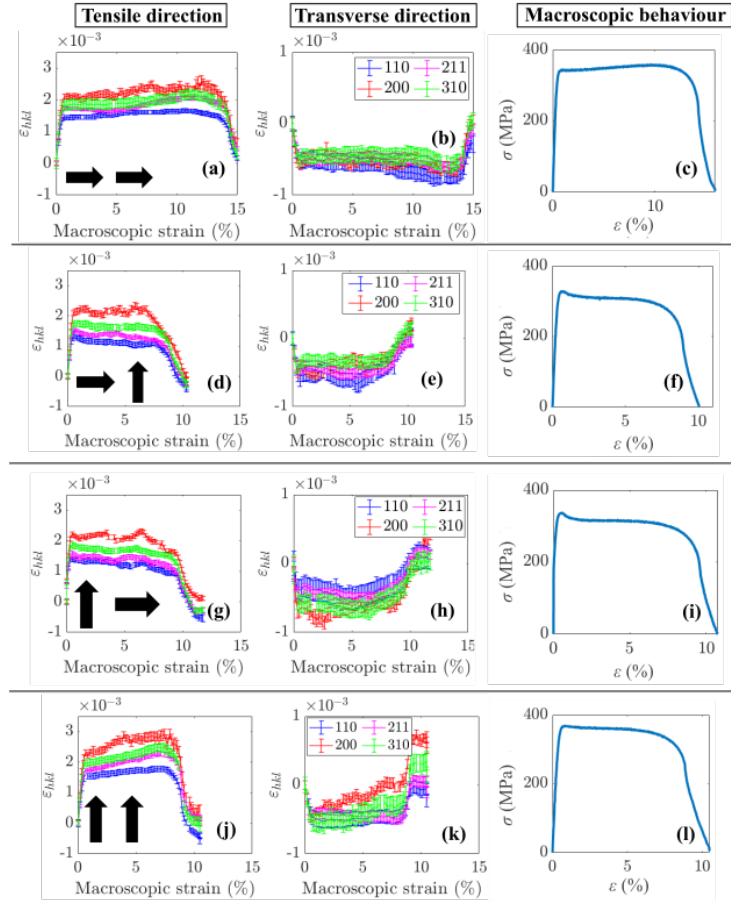 Tensile direction Transverse direction Macroscopic behaviour
×10⁻³
3
2
1
0
-1
ε_hkl
0 5 10 15
Macroscopic strain (%)
(a)
×10⁻³
1
0
-1
ε_hkl
110 211
200 310
0 5 10 15
Macroscopic strain (%)
(b)
400
200
0
σ (MPa)
0 10
ε (%)
(c)
×10⁻³
3
2
1
0
-1
ε_hkl
0 5 10 15
Macroscopic strain (%)
(d)
×10⁻³
1
0
-1
ε_hkl
110 211
200 310
0 5 10 15
Macroscopic strain (%)
(e)
400
200
0
σ (MPa)
0 5 10
ε (%)
(f)
×10⁻³
3
2
1
0
-1
ε_hkl
0 5 10 15
Macroscopic strain (%)
(g)
×10⁻³
1
0
-1
ε_hkl
110 211
200 310
0 5 10 15
Macroscopic strain (%)
(h)
400
200
0
σ (MPa)
0 5 10
ε (%)
(i)
×10⁻³
3
2
1
0
-1
ε_hkl
0 5 10 15
Macroscopic strain (%)
(j)
×10⁻³
1
0
-1
ε_hkl
110 211
200 310
0 5 10 15
Macroscopic strain (%)
(k)
400
200
0
σ (MPa)
0 5 10
ε (%)
(l)